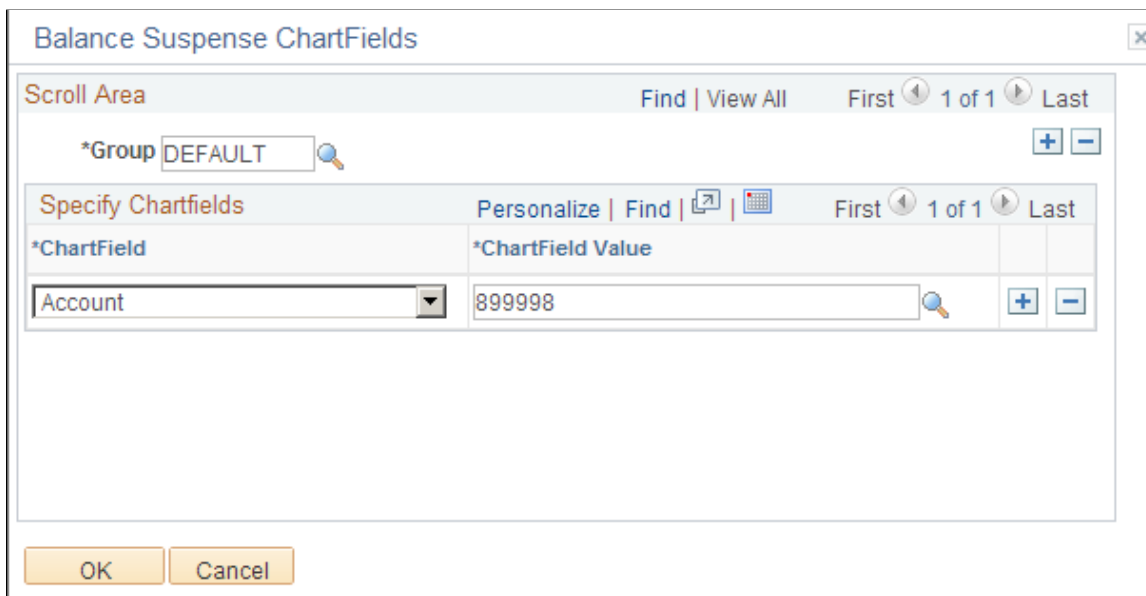 Balance Suspense ChartFields
Scroll Area Find | View All First 1 of 1 Last
*Group DEFAULT
Specify Chartfields Personalize | Find | | First 1 of 1 Last
*ChartField *ChartField Value
Account 899998
OK Cancel